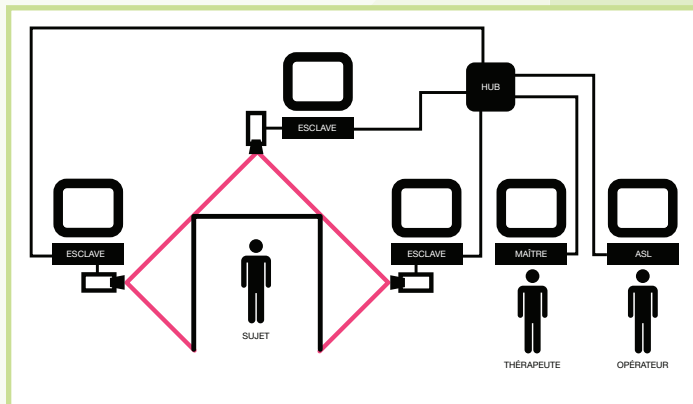 HUB
ESCLAVE
ESCLAVE
ESCLAVE
MAÎTRE
ASL
SUJET
THÉRAPEUTE
OPÉRATEUR